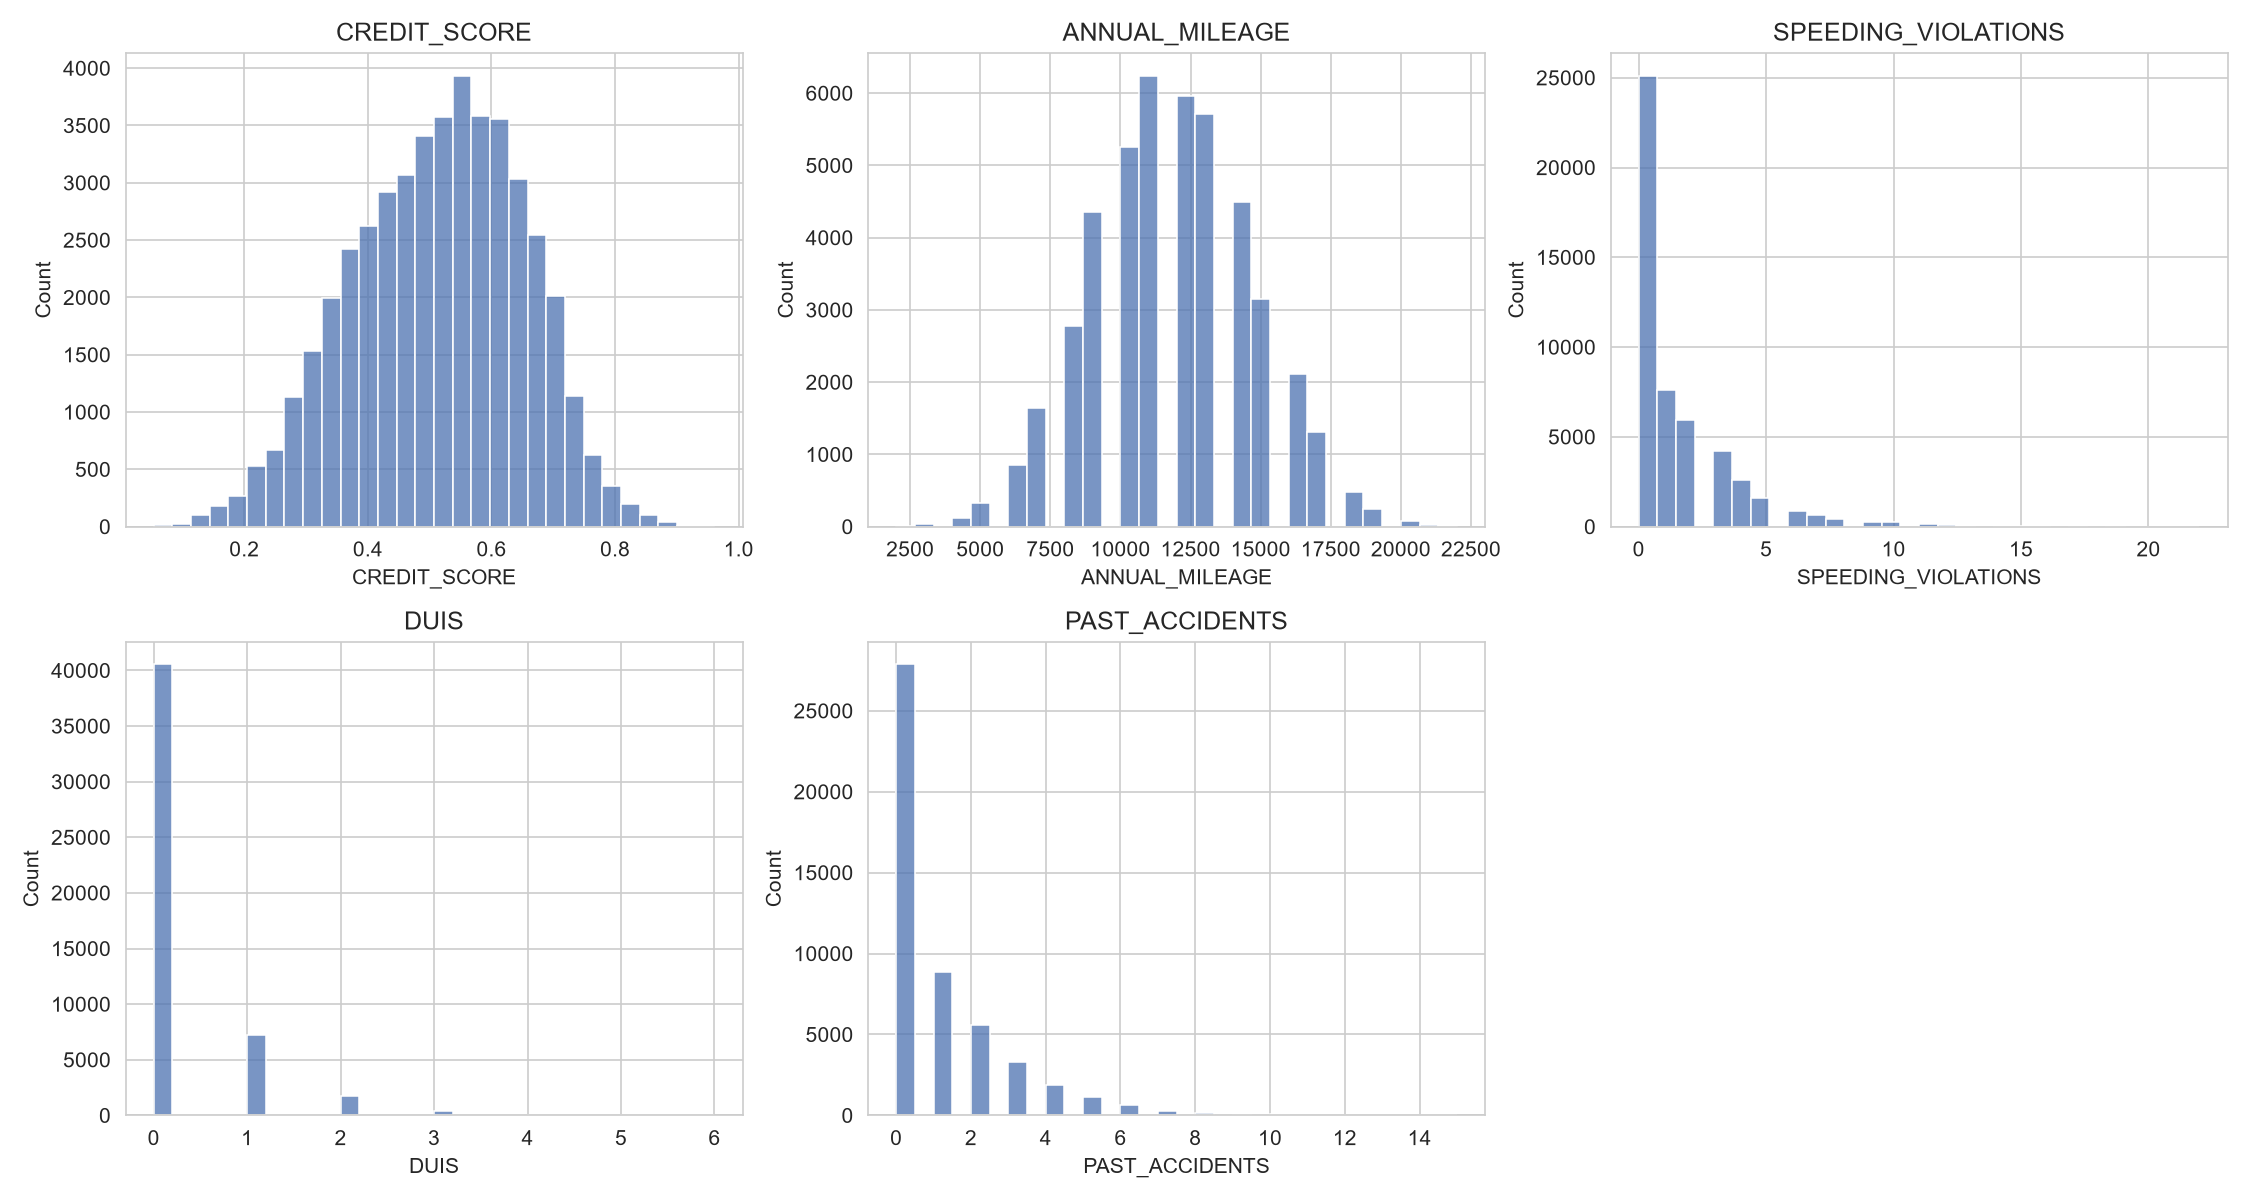 CREDIT_SCORE
4000
3500
3000
2500
2000
1500
1000
500
0
Count
0.2 0.4 0.6 0.8 1.0
CREDIT_SCORE
ANNUAL_MILEAGE
6000
5000
4000
3000
2000
1000
0
Count
2500 5000 7500 10000 12500 15000 17500 20000 22500
ANNUAL_MILEAGE
SPEEDING_VIOLATIONS
25000
20000
15000
10000
5000
0
Count
0 5 10 15 20
SPEEDING_VIOLATIONS
DUIS
40000
35000
30000
25000
20000
15000
10000
5000
0
Count
0 1 2 3 4 5 6
DUIS
PAST_ACCIDENTS
25000
20000
15000
10000
5000
0
Count
0 2 4 6 8 10 12 14
PAST_ACCIDENTS